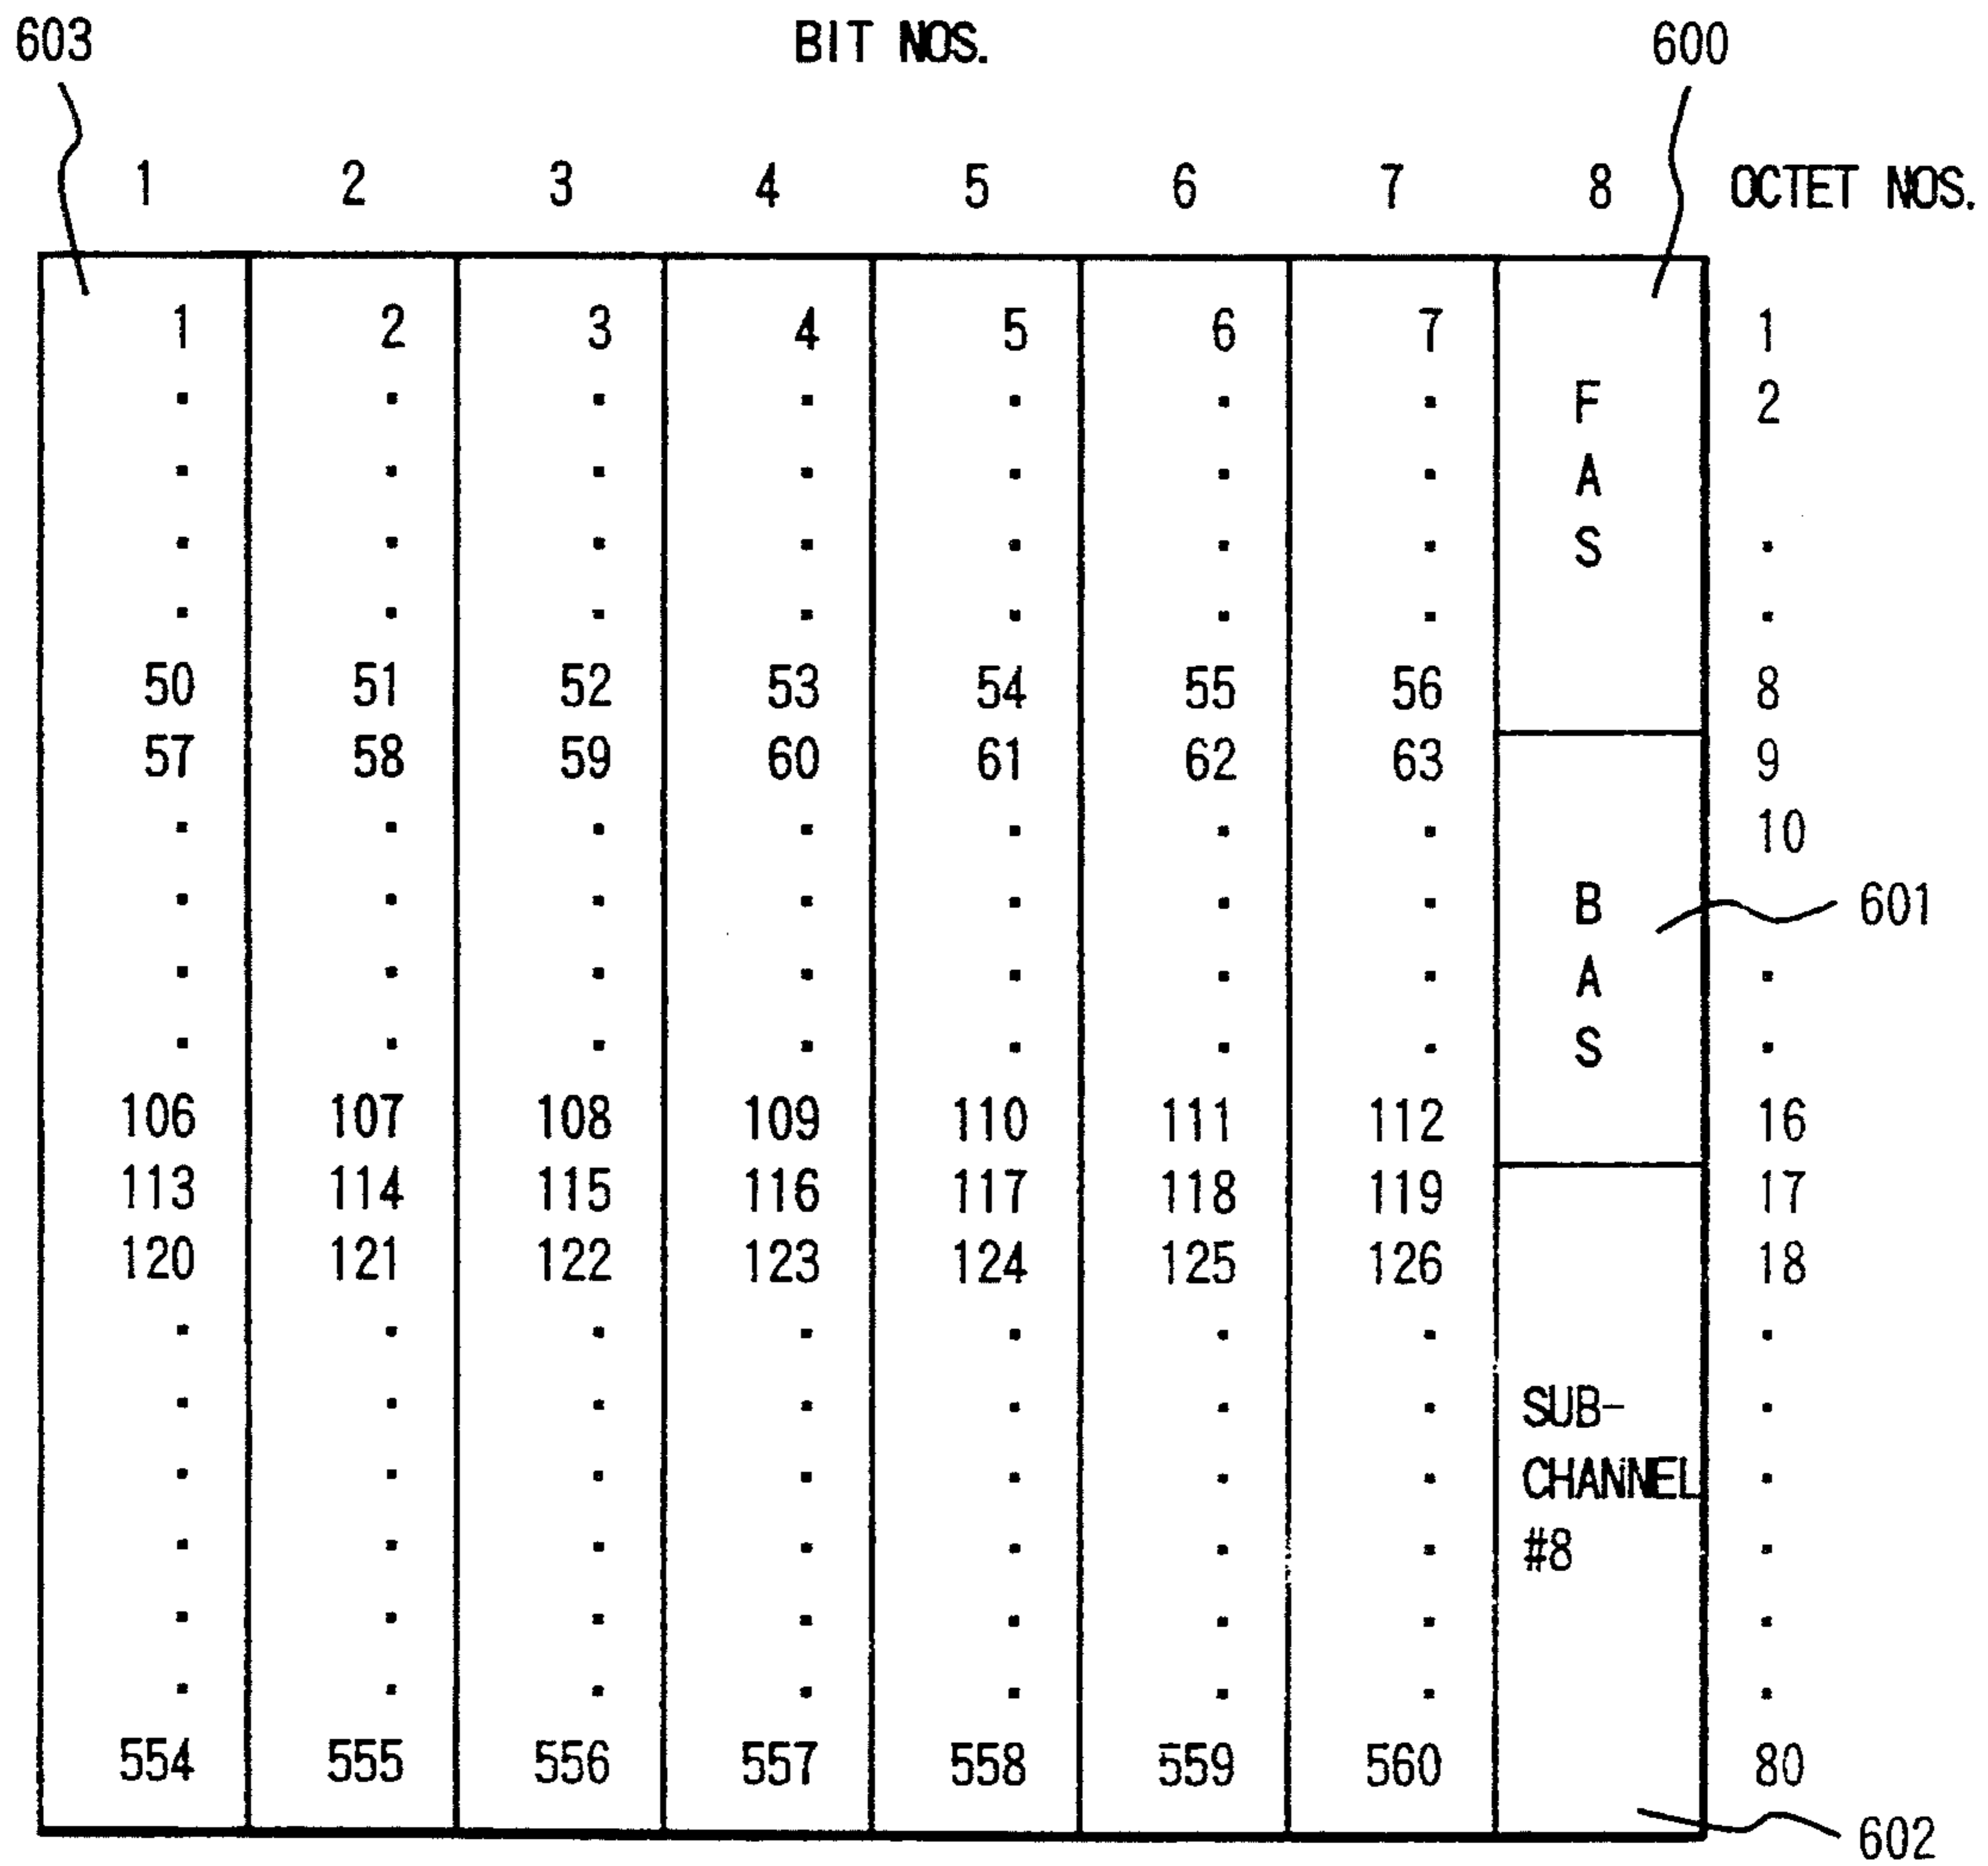 603 BIT NOS. 600
1 2 3 4 5 6 7 8 OCTET NOS.
1 2 3 4 5 6 7 1
F 2
A
S
50 51 52 53 54 55 56 8
57 58 59 60 61 62 63 9
10
B 601
A
S
106 107 108 109 110 111 112 16
113 114 115 116 117 118 119 17
120 121 122 123 124 125 126 18
SUB-
CHANNEL
#8
554 555 556 557 558 559 560 80
602